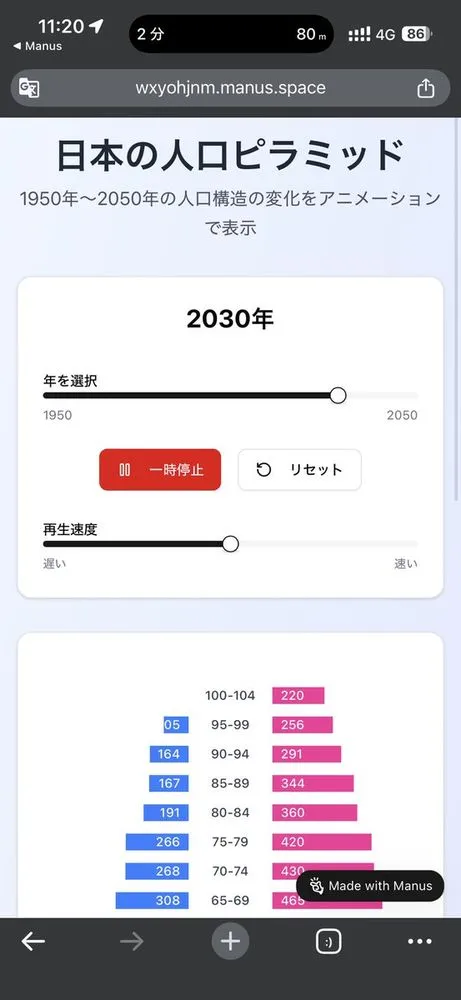 11:20
2 分
80 m
4G
86
◀ Manus
wxyohjnm.manus.space
日本の人口ピラミッド
1950年〜2050年の人口構造の変化をアニメーション
で表示
2030年
年を選択
1950
2050
一時停止
リセット
再生速度
遅い
速い
100-104 220
05 95-99 256
164 90-94 291
167 85-89 344
191 80-84 360
266 75-79 420
268 70-74 430
308 65-69 465
Made with Manus